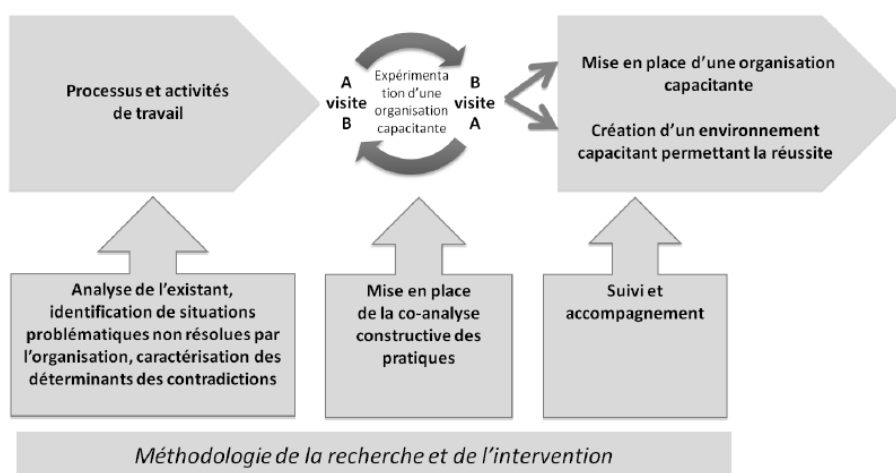 Processus et activités
de travail
A
visite
B
Expérimenta
tion d'une
organisation
capacitante
B
visite
A
Mise en place d'une organisation
capacitante
Création d'un environnement
capacitant permettant la réussite
Analyse de l'existant,
identification de situations
problématiques non résolues par
l'organisation, caractérisation des
déterminants des contradictions
Mise en place
de la co-analyse
constructive des
pratiques
Suivi et
accompagnement
Méthodologie de la recherche et de l'intervention